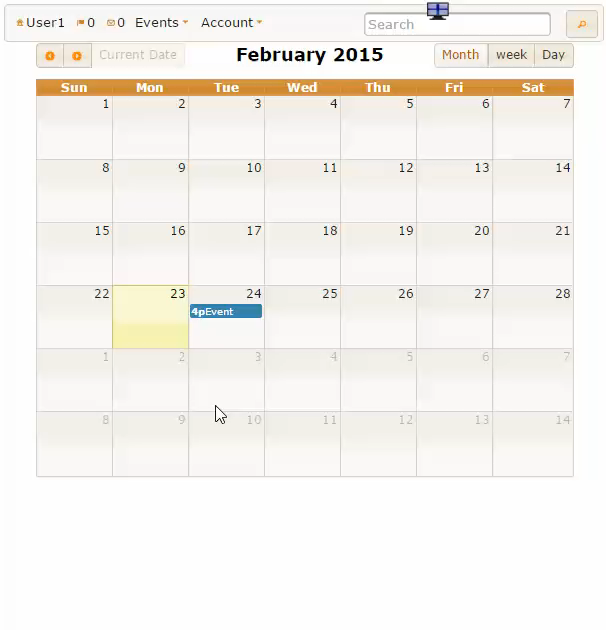 User1 0 0 Events Account Search
Current Date February 2015 Month week Day
Sun Mon Tue Wed Thu Fri Sat
1 2 3 4 5 6 7
8 9 10 11 12 13 14
15 16 17 18 19 20 21
22 23 24 25 26 27 28
4pEvent
1 2 3 4 5 6 7
8 9 10 11 12 13 14